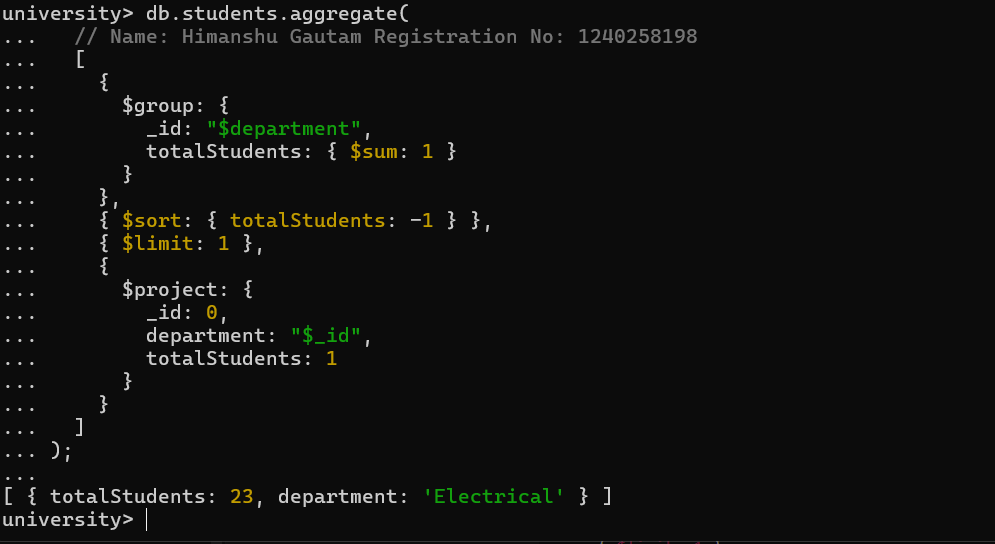 university> db.students.aggregate(
...   // Name: Himanshu Gautam Registration No: 1240258198
...   [
...     {
...       $group: {
...         _id: "$department",
...         totalStudents: { $sum: 1 }
...       }
...     },
...     { $sort: { totalStudents: -1 } },
...     { $limit: 1 },
...     {
...       $project: {
...         _id: 0,
...         department: "$_id",
...         totalStudents: 1
...       }
...     }
...   ]
... );
...
[ { totalStudents: 23, department: 'Electrical' } ]
university>